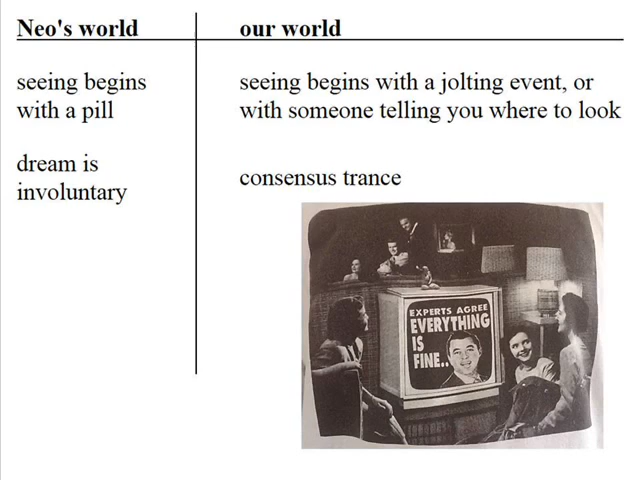 Neo's world our world
seeing begins seeing begins with a jolting event, or
with a pill with someone telling you where to look
dream is
involuntary
consensus trance
EXPERTS AGREE
EVERYTHING
IS
FINE..